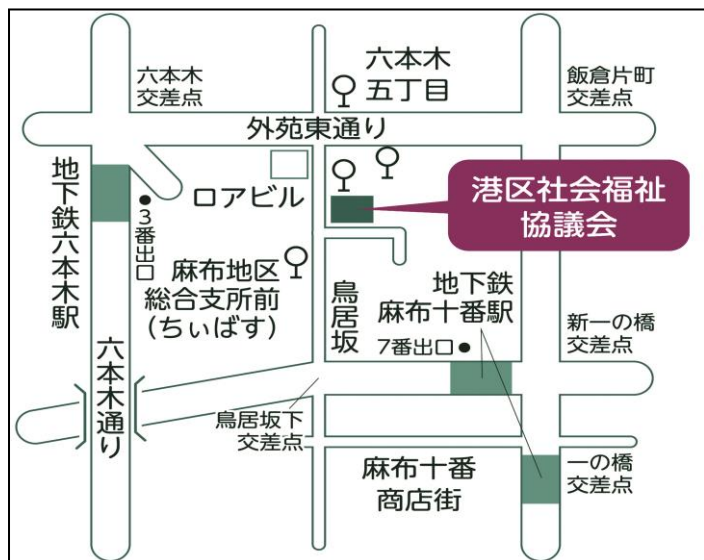 六本木
交差点
六本木
五丁目
飯倉片町
交差点
外苑東通り
地下鉄六本木駅
3番出口
ロアビル
港区社会福祉
協議会
麻布地区
総合支所前
(ちぃばす)
鳥居坂
地下鉄
麻布十番駅
7番出口
新一の橋
交差点
六本木通り
鳥居坂下
交差点
麻布十番
商店街
一の橋
交差点